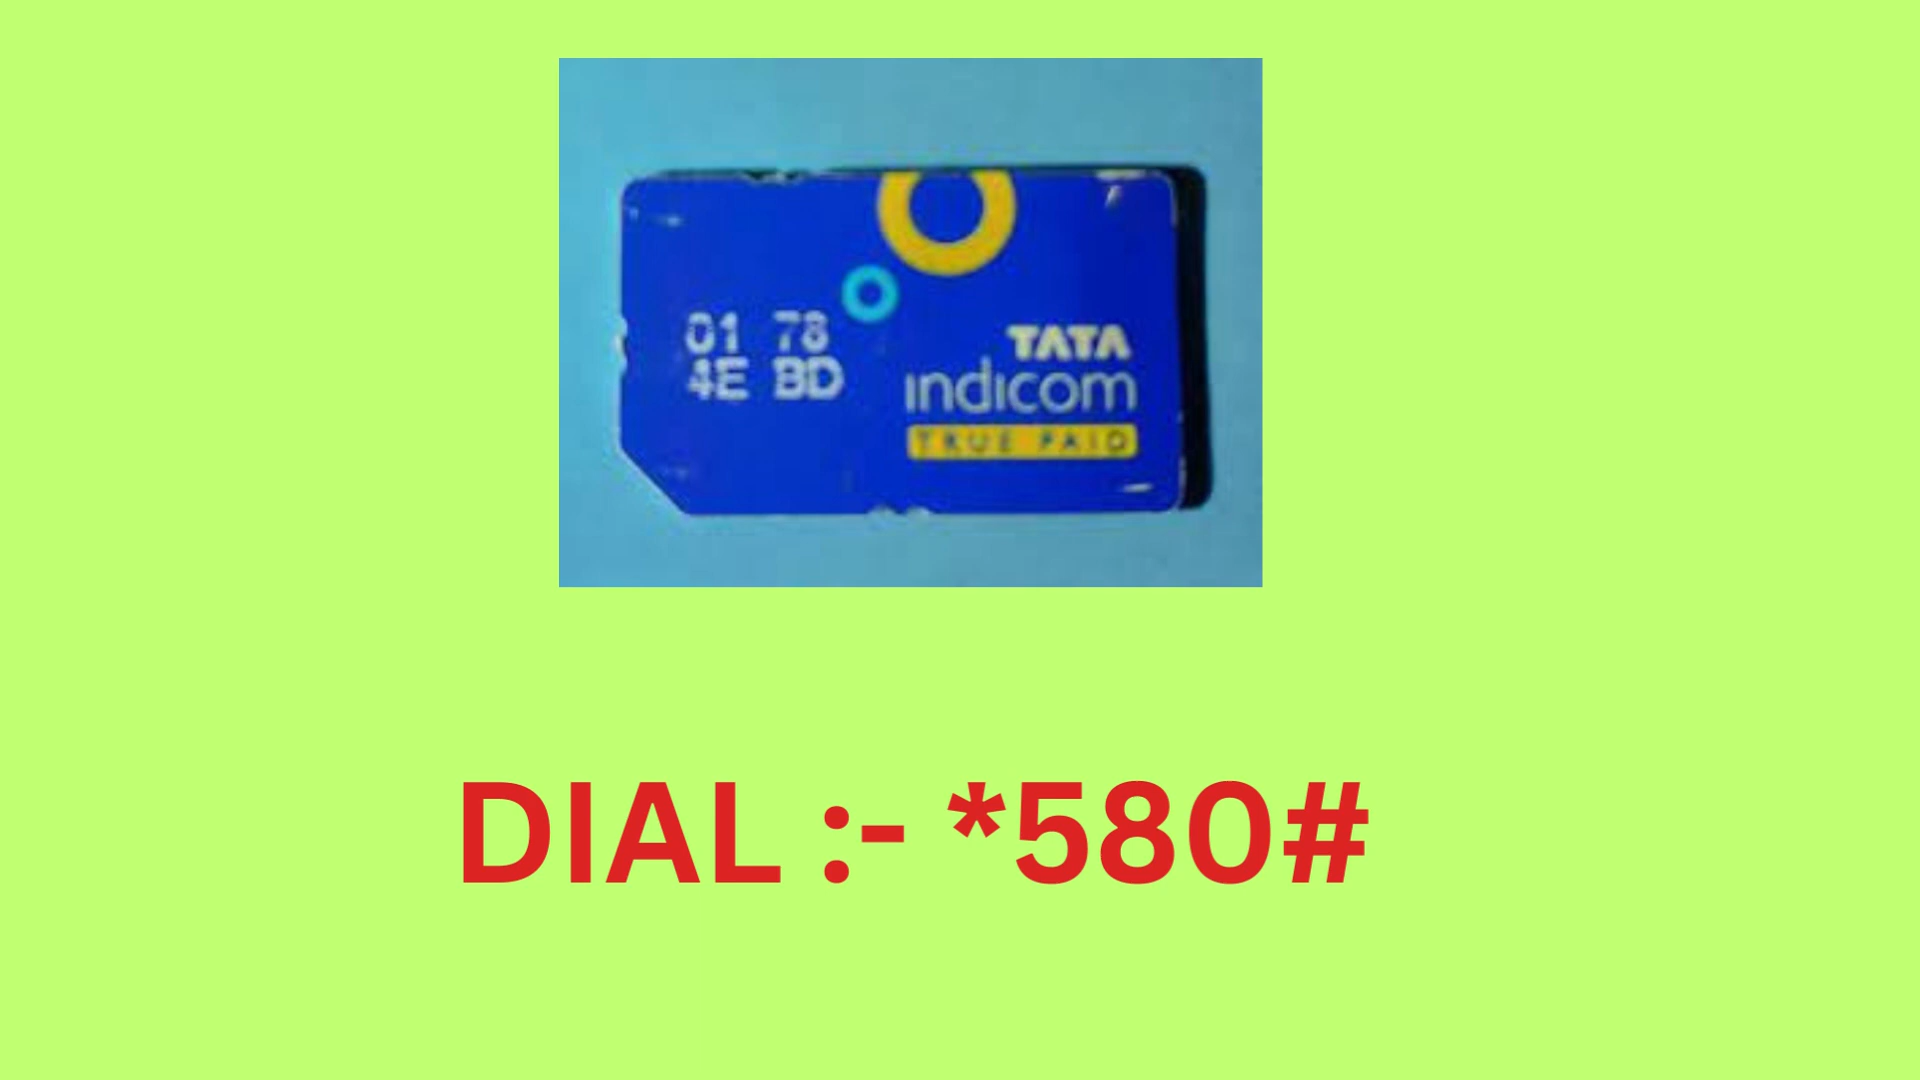 01 78
4E BD
TATA
indicom
TRUE PAID
DIAL :- *580#